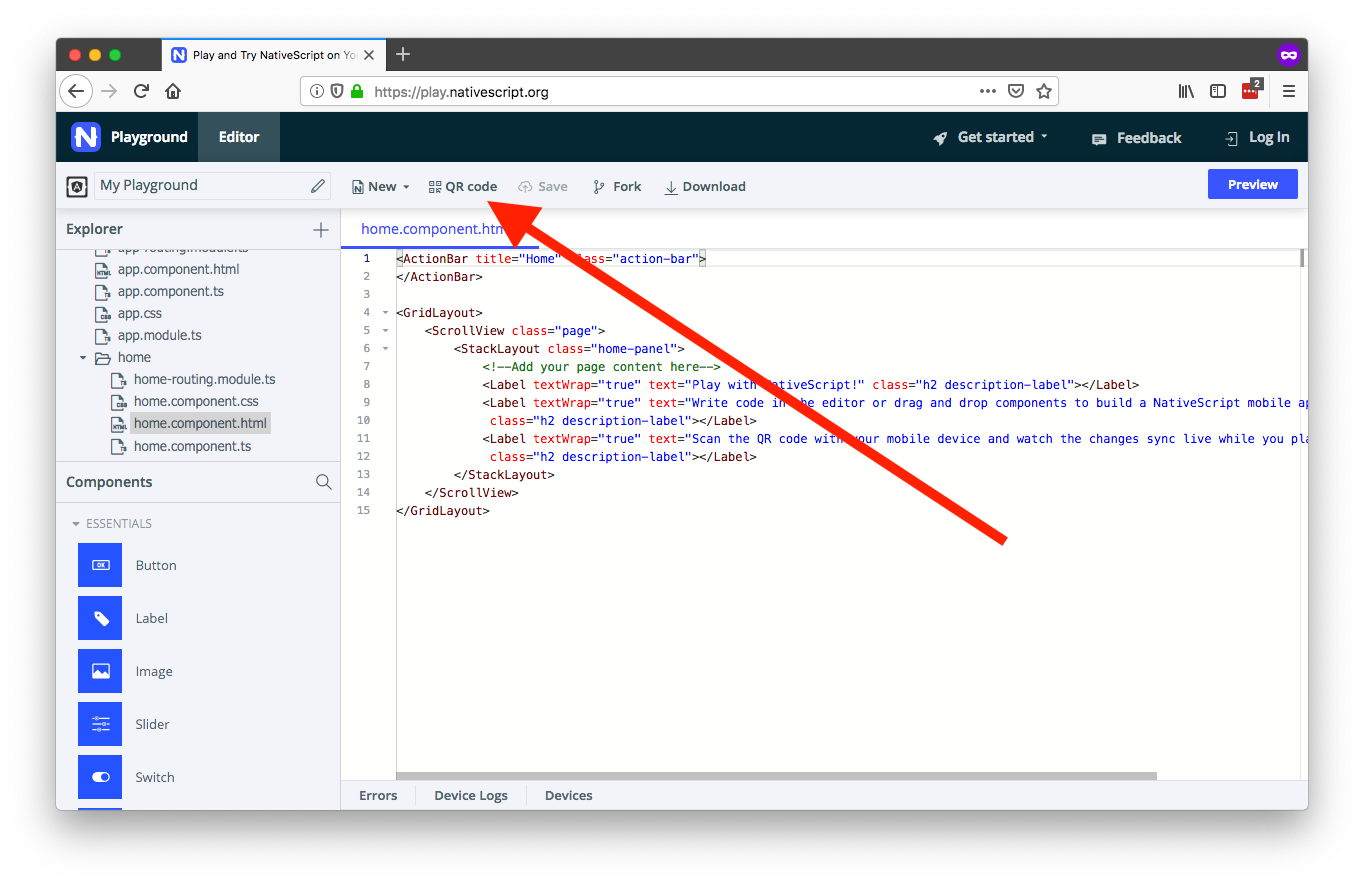 Play and Try NativeScript on Yo
https://play.nativescript.org
2
Playground
Editor
Get started
Feedback
Log In
My Playground
New
QR code
Save
Fork
Download
Preview
Explorer
app-routing.module.ts
app.component.html
app.component.ts
app.css
app.module.ts
home
home-routing.module.ts
home.component.css
home.component.html
home.component.ts
Components
ESSENTIALS
OK
Button
Label
Image
Slider
Switch
home.component.htm
1 <ActionBar title="Home" class="action-bar">
2 </ActionBar>
3
4 <GridLayout>
5 <ScrollView class="page">
6 <StackLayout class="home-panel">
7 <!--Add your page content here-->
8 <Label textWrap="true" text="Play with NativeScript!" class="h2 description-label"></Label>
9 <Label textWrap="true" text="Write code in the editor or drag and drop components to build a NativeScript mobile ap
10 class="h2 description-label"></Label>
11 <Label textWrap="true" text="Scan the QR code with your mobile device and watch the changes sync live while you pla
12 class="h2 description-label"></Label>
13 </StackLayout>
14 </ScrollView>
15 </GridLayout>
Errors
Device Logs
Devices